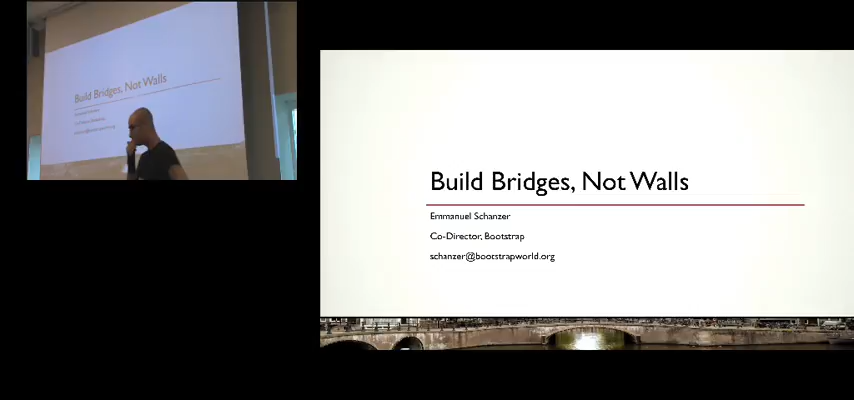 Build Bridges, Not Walls
Build Bridges, Not Walls
Emmanuel Schanzer
Co-Director, Bootstrap
schanzer@bootstrapworld.org